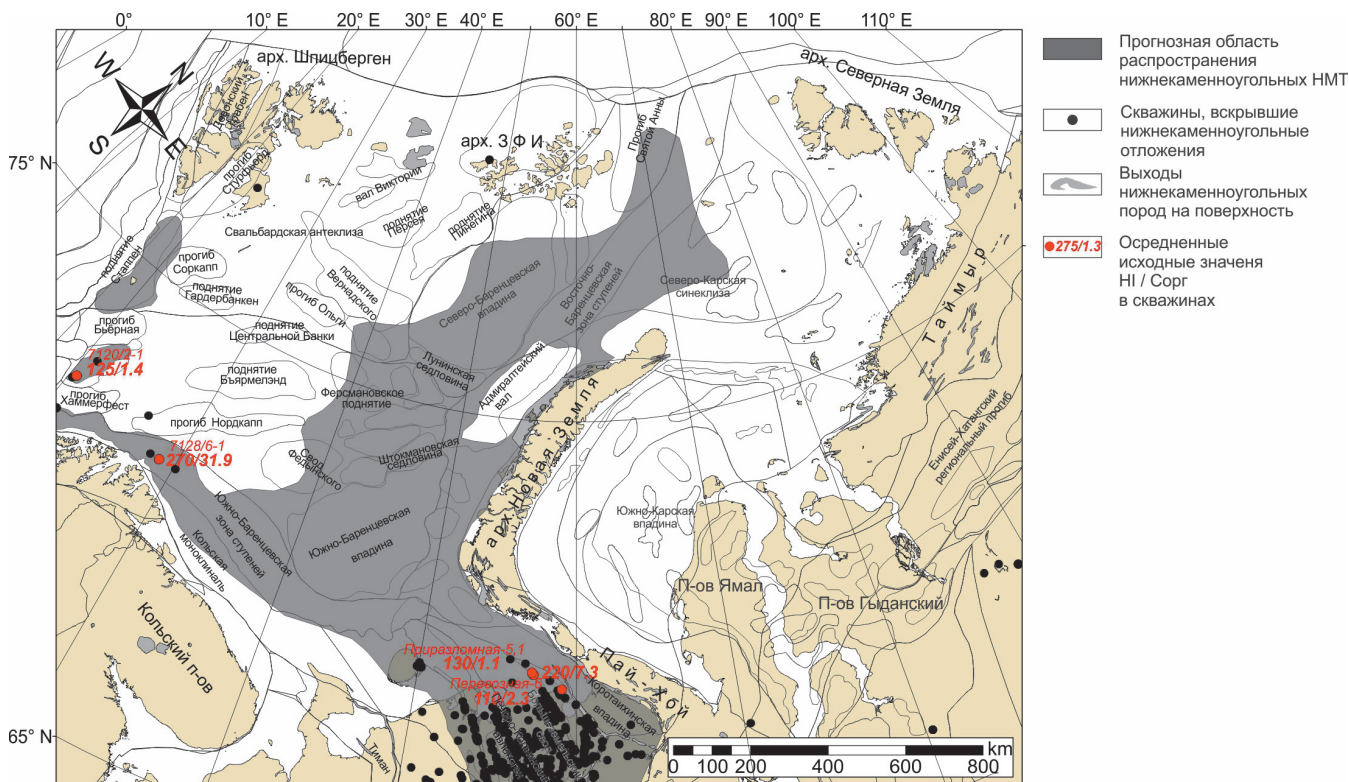 0°
10° E
20° E
30° E
40° E
60° E
80° E
90° E
100° E
110° E
75° N
65° N
N
W
S
E
арх. Шпицберген
арх. Северная Земля
прогиб
Стурфьорд
арх. ЗФИ
Прогиб
Святой Анны
вал Виктории
поднятие
Персея
поднятие
Пинегина
Свальбардская антеклиза
поднятие
Стаппен
прогиб
Соркапп
поднятие
Гардербанкен
поднятие
Вернадского
прогиб Ольги
Северо-Баренцевская
впадина
Восточно-
Баренцевская
зона ступеней
Северо-Карская
синеклиза
Таймыр
прогиб
Бьерная
поднятие
Центральной Банки
Лунинская
седловина
Адмиралтейский
вал
7120/2-1
125/1.4
поднятие
Бъярмелэнд
Ферсмановское
поднятие
прогиб
Хаммерфест
прогиб Нордкапп
7128/6-1
270/31.9
Свод
Федынского
Штокмановская
седловина
арх. Новая Земля
Енисей-Хатангский
региональный прогиб
Южно-Баренцевская
зона ступеней
Кольская
моноклиналь
Южно-Баренцевская
впадина
Южно-Карская
впадина
П-ов Ямал
П-ов Гыданский
Кольский п-ов
Приразломная-5,1
130/1.1
220/7.3
110/2.3
Пай-Хой
Коротаихинская
впадина
Тиман
км
0 100 200 400 600 800
Прогнозная область
распространения
нижнекаменноугольных НМТ
Скважины, вскрывшие
нижнекаменноугольные
отложения
Выходы
нижнекаменноугольных
пород на поверхность
275/1.3
Осредненные
исходные значеня
HI / Сорг
в скважинах